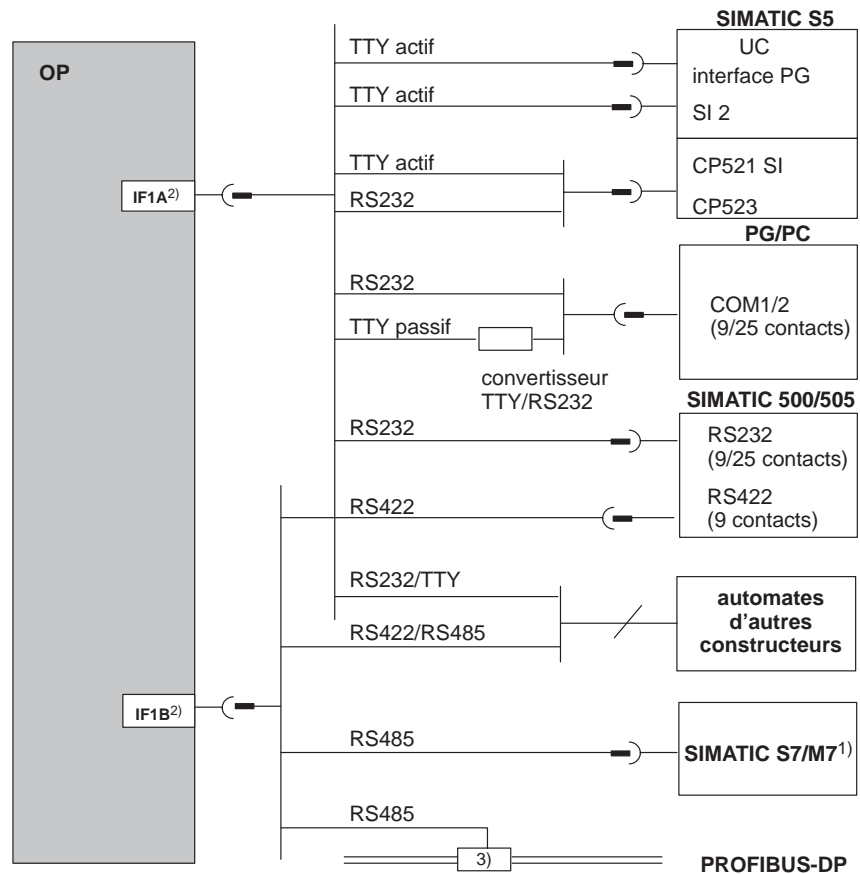 SIMATIC S5
OP
TTY actif
UC
interface PG
TTY actif
SI 2
TTY actif
CP521 SI
IF1A2)
RS232
CP523
PG/PC
RS232
COM1/2
(9/25 contacts)
TTY passif
convertisseur
TTY/RS232
SIMATIC 500/505
RS232
RS232
(9/25 contacts)
RS422
RS422
(9 contacts)
RS232/TTY
automates
d'autres
constructeurs
RS422/RS485
IF1B2)
RS485
SIMATIC S7/M71)
RS485
3)
PROFIBUS-DP